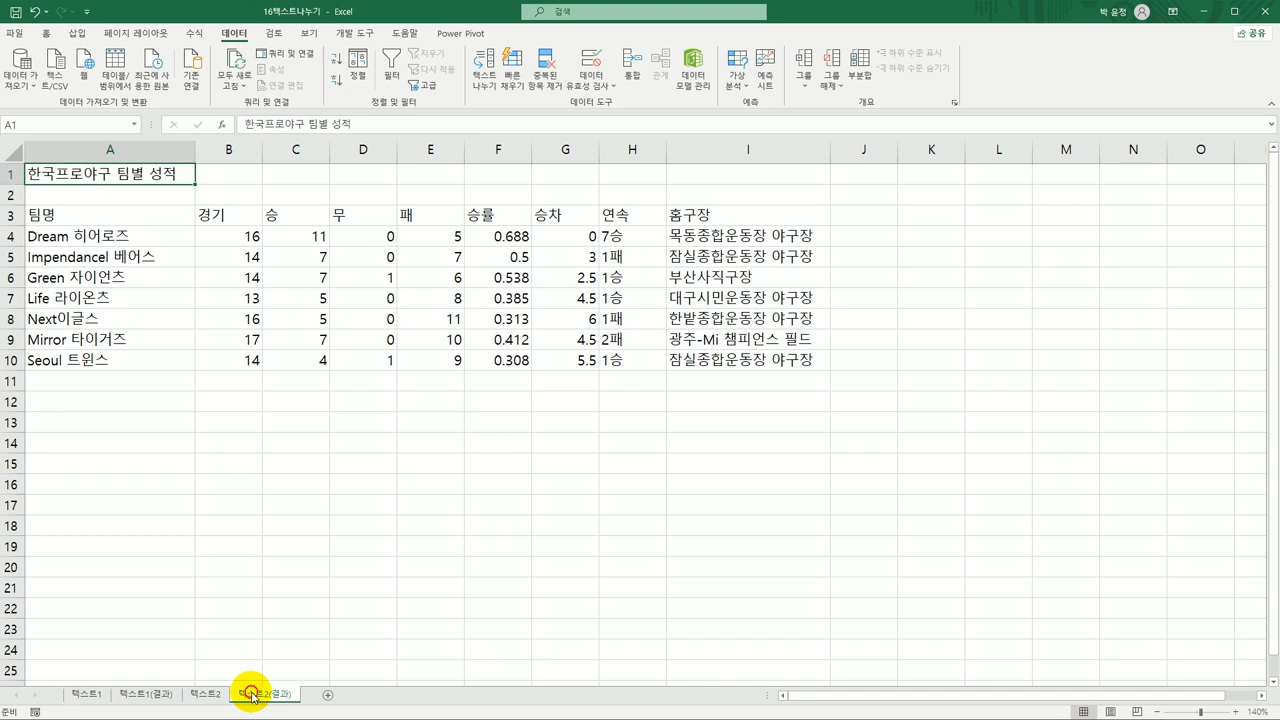 16텍스트나누기 - Excel
검색
박 윤정
파일 홈 삽입 페이지 레이아웃 수식 데이터 검토 보기 개발 도구 도움말 Power Pivot
공유
데이터 가져오기
텍스트/CSV
웹
테이블/범위에서
최근에 사용한 원본
기존 연결
모두 새로 고침
쿼리 및 연결
속성
연결 편집
정렬
필터
지우기
다시 적용
고급
텍스트 나누기
빠른 채우기
중복된 항목 제거
데이터 유효성 검사
통합
관계
데이터 모델 관리
가상 분석
예측 시트
그룹
그룹 해제
부분합
하위 수준 표시
하위 수준 숨기기
데이터 가져오기 및 변환 쿼리 및 연결 정렬 및 필터 데이터 도구 예측 개요
A1 fx 한국프로야구 팀별 성적
A B C D E F G H I J K L M N O
1 한국프로야구 팀별 성적
2
3 팀명 경기 승 무 패 승률 승차 연속 홈구장
4 Dream 히어로즈 16 11 0 5 0.688 0 7승 목동종합운동장 야구장
5 Impendancel 베어스 14 7 0 7 0.5 3 1패 잠실종합운동장 야구장
6 Green 자이언츠 14 7 1 6 0.538 2.5 1승 부산사직구장
7 Life 라이온츠 13 5 0 8 0.385 4.5 1승 대구시민운동장 야구장
8 Next이글스 16 5 0 11 0.313 6 1패 한밭종합운동장 야구장
9 Mirror 타이거즈 17 7 0 10 0.412 4.5 2패 광주-Mi 챔피언스 필드
10 Seoul 트윈스 14 4 1 9 0.308 5.5 1승 잠실종합운동장 야구장
11
12
13
14
15
16
17
18
19
20
21
22
23
24
25
텍스트1 텍스트1(결과) 텍스트2 텍스트2(결과)
준비 140%